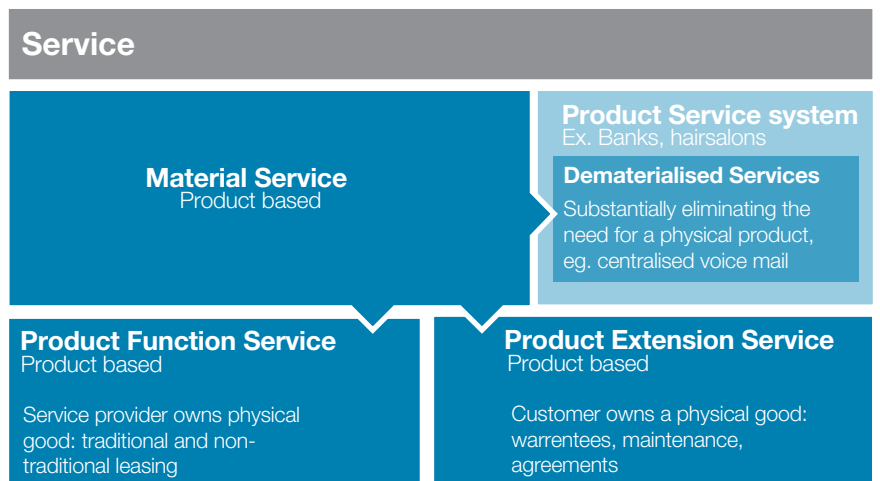 Service
Material Service
Product based
Product Service system
Ex. Banks, hairsalons
Dematerialised Services
Substantially eliminating the
need for a physical product,
eg. centralised voice mail
Product Function Service
Product based
Service provider owns physical
good: traditional and non-
traditional leasing
Product Extension Service
Product based
Customer owns a physical good:
warrentees, maintenance,
agreements